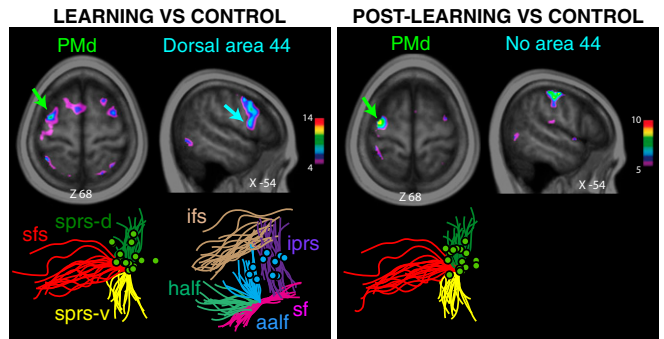 LEARNING VS CONTROL
PMd
Dorsal area 44
14
4
Z 68
X -54
sprs-d
sfs
sprs-v
ifs
iprs
half
sf
aalf
POST-LEARNING VS CONTROL
PMd
No area 44
10
5
Z 68
X -54